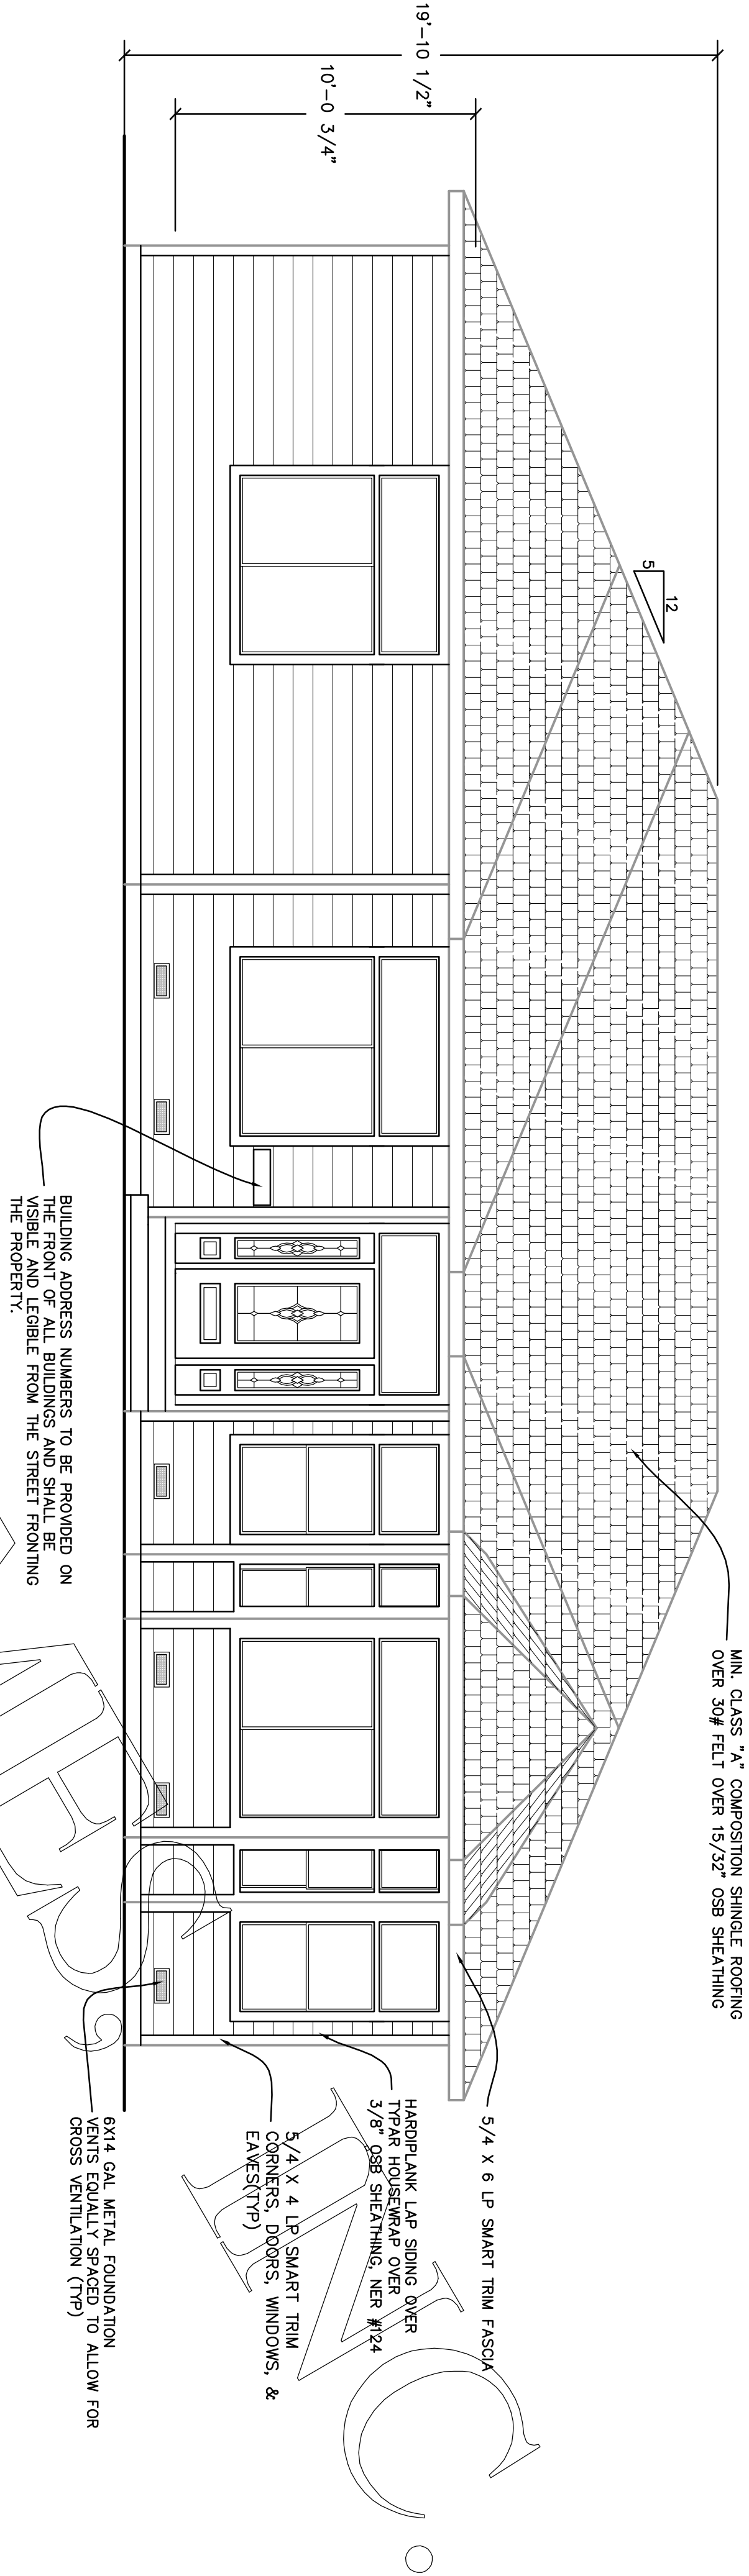 19'-10 1/2"
10'-0 3/4"
12
5
MIN. CLASS "A" COMPOSITION SHINGLE ROOFING
OVER 30# FELT OVER 15/32" OSB SHEATHING
5/4 X 6 LP SMART TRIM FASCIA
HARDIPLANK LAP SIDING OVER
TYPAR HOUSEWRAP OVER
3/8" OSB SHEATHING, NER #124
5/4 X 4 LP SMART TRIM
CORNERS, DOORS, WINDOWS, &
EAVES(TYP)
6X14 GAL METAL FOUNDATION
VENTS EQUALLY SPACED TO ALLOW FOR
CROSS VENTILATION (TYP)
BUILDING ADDRESS NUMBERS TO BE PROVIDED ON
THE FRONT OF ALL BUILDINGS AND SHALL BE
VISIBLE AND LEGIBLE FROM THE STREET FRONTING
THE PROPERTY.
MES, INC.